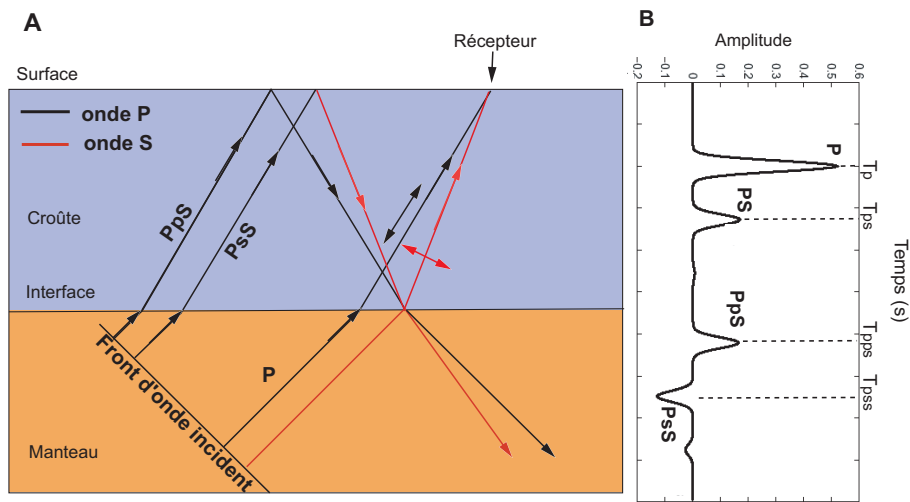 A
Récepteur
Surface
onde P
onde S
PpS
PsS
Croûte
Interface
P
Front d'onde incident
Manteau
B
Amplitude
-0.2
-0.1
0
0.1
0.2
0.3
0.4
0.5
0.6
P
Tp
PS
Tps
Temps (s)
PpS
Tpps
PsS
Tpss